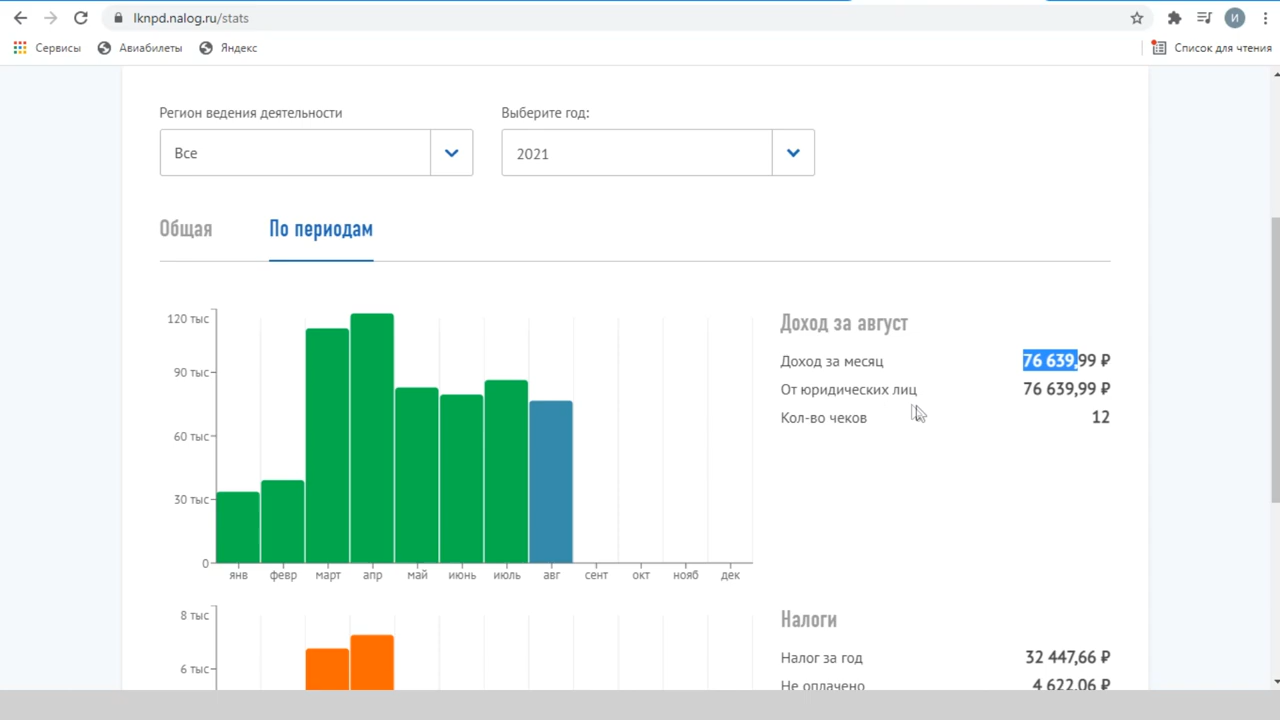 lknpd.nalog.ru/stats
И
Сервисы Авиабилеты Яндекс Список для чтения
Регион ведения деятельности Выберите год:
Все 2021
Общая По периодам
120 тыс
90 тыс
60 тыс
30 тыс
0
янв февр март апр май июнь июль авг сент окт нояб дек
Доход за август
Доход за месяц 76 639,99 ₽
От юридических лиц 76 639,99 ₽
Кол-во чеков 12
8 тыс
6 тыс
Налоги
Налог за год 32 447,66 ₽
Не оплачено 4 622,06 ₽